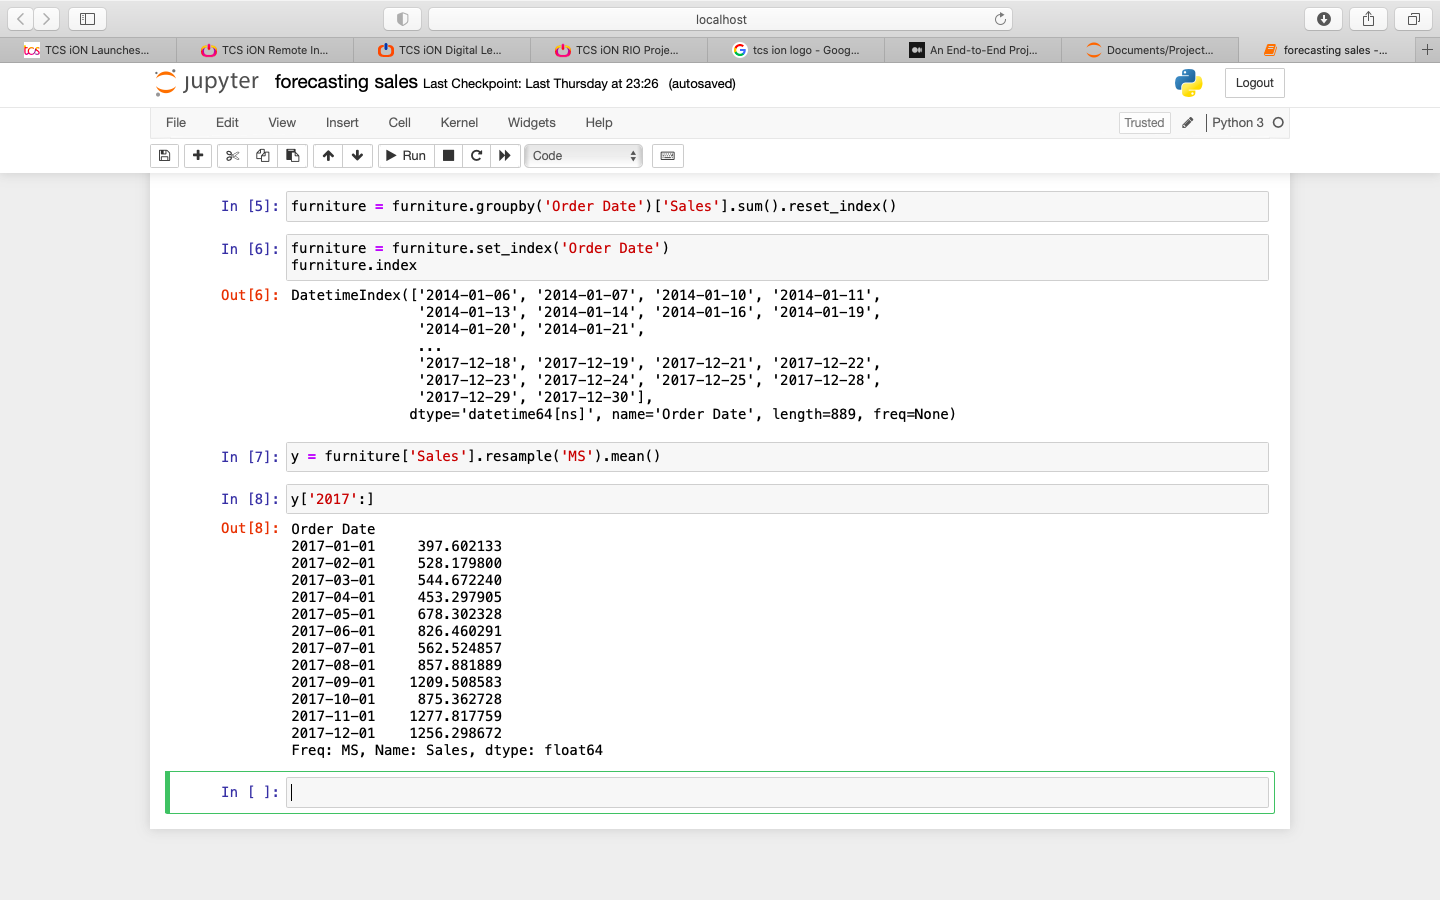 localhost
TCS iON Launches...
TCS iON Remote In...
TCS iON Digital Le...
TCS iON RIO Proje...
tcs ion logo - Goog...
An End-to-End Proj...
Documents/Project...
forecasting sales -...
jupyter forecasting sales Last Checkpoint: Last Thursday at 23:26 (autosaved)
Logout
File Edit View Insert Cell Kernel Widgets Help
Trusted
Python 3
Run
Code
In [5]: furniture = furniture.groupby('Order Date')['Sales'].sum().reset_index()
In [6]: furniture = furniture.set_index('Order Date')
furniture.index
Out[6]: DatetimeIndex(['2014-01-06', '2014-01-07', '2014-01-10', '2014-01-11',
'2014-01-13', '2014-01-14', '2014-01-16', '2014-01-19',
'2014-01-20', '2014-01-21',
...
'2017-12-18', '2017-12-19', '2017-12-21', '2017-12-22',
'2017-12-23', '2017-12-24', '2017-12-25', '2017-12-28',
'2017-12-29', '2017-12-30'],
dtype='datetime64[ns]', name='Order Date', length=889, freq=None)
In [7]: y = furniture['Sales'].resample('MS').mean()
In [8]: y['2017':]
Out[8]: Order Date
2017-01-01 397.602133
2017-02-01 528.179800
2017-03-01 544.672240
2017-04-01 453.297905
2017-05-01 678.302328
2017-06-01 826.460291
2017-07-01 562.524857
2017-08-01 857.881889
2017-09-01 1209.508583
2017-10-01 875.362728
2017-11-01 1277.817759
2017-12-01 1256.298672
Freq: MS, Name: Sales, dtype: float64
In [ ]: